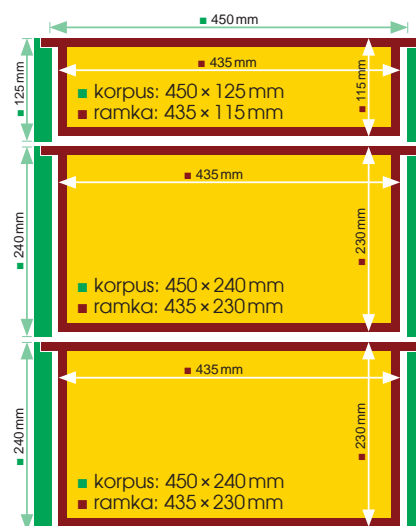 ■ 450 mm
■ 125 mm
■ 435 mm
■ 115 mm
■ korpus: 450 × 125 mm
■ ramka: 435 × 115 mm
■ 240 mm
■ 435 mm
■ 230 mm
■ korpus: 450 × 240 mm
■ ramka: 435 × 230 mm
■ 240 mm
■ 435 mm
■ 230 mm
■ korpus: 450 × 240 mm
■ ramka: 435 × 230 mm